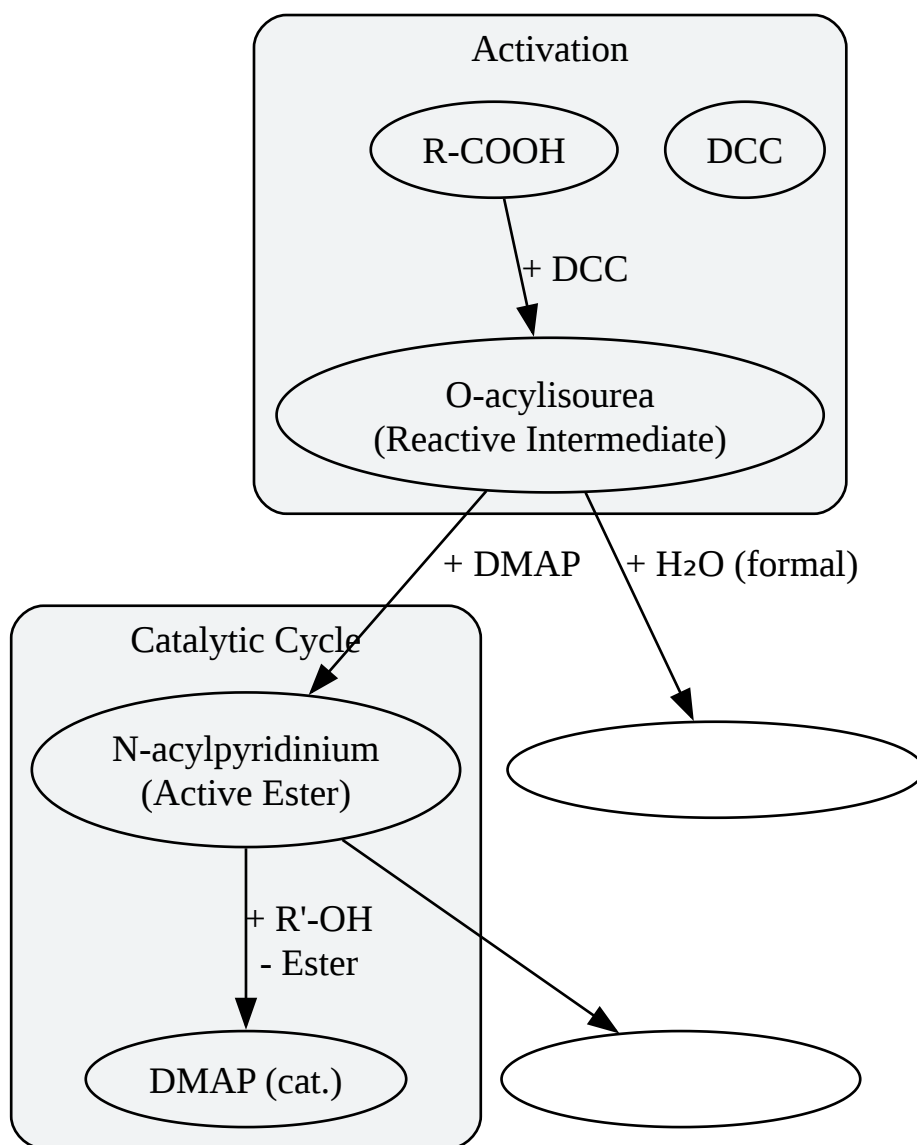 Activation
R-COOH
DCC
+ DCC
O-acylisourea
(Reactive Intermediate)
+ DMAP
+ H₂O (formal)
Catalytic Cycle
N-acylpyridinium
(Active Ester)
+ R'-OH
- Ester
DMAP (cat.)